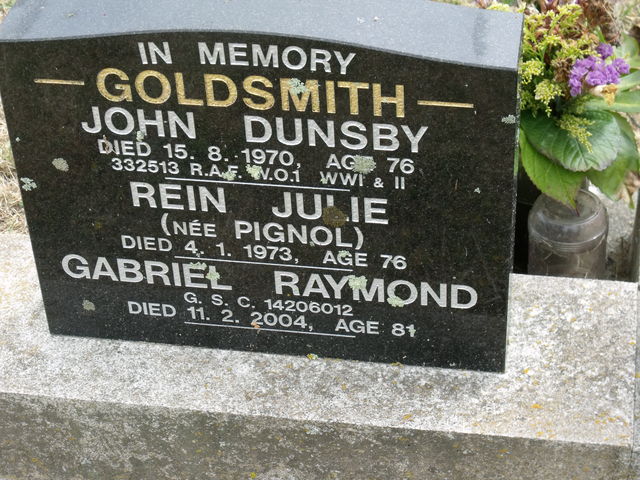 IN MEMORY
GOLDSMITH
JOHN DUNSBY
DIED 15. 8. 1970, AGE 76
332513 R.A.F. W.O.1 WWI & II
REIN JULIE
(NÉE PIGNOL)
DIED 4. 1. 1973, AGE 76
GABRIEL RAYMOND
G. S. C. 14206012
DIED 11. 2. 2004, AGE 81